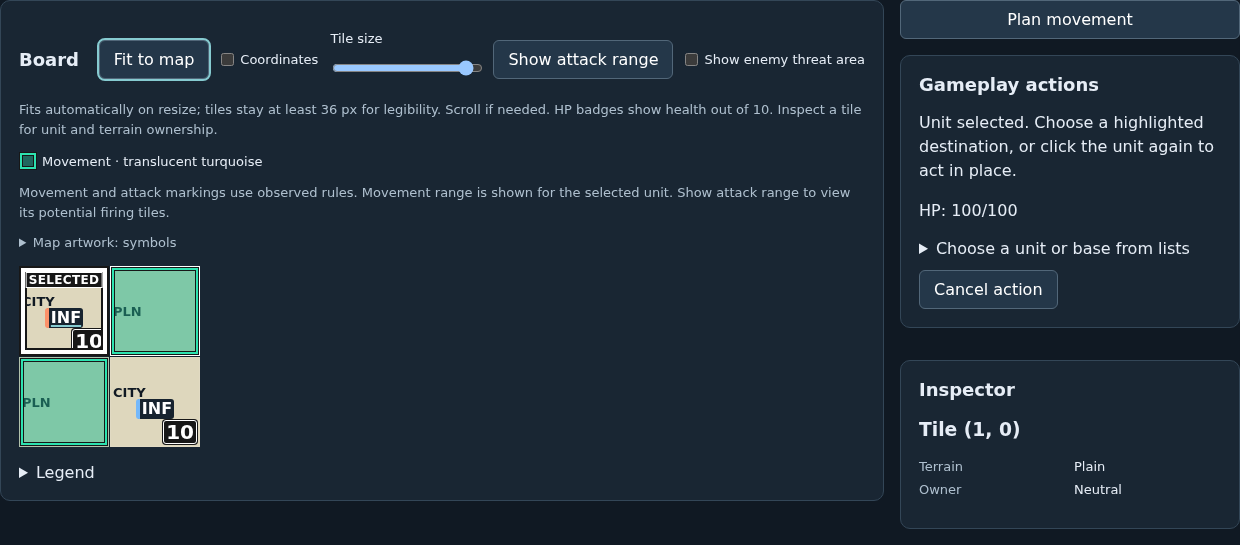 Plan movement
Board
Fit to map
Coordinates
Tile size
Show attack range
Show enemy threat area
Fits automatically on resize; tiles stay at least 36 px for legibility. Scroll if needed. HP badges show health out of 10. Inspect a tile
for unit and terrain ownership.
Movement · translucent turquoise
Movement and attack markings use observed rules. Movement range is shown for the selected unit. Show attack range to view
its potential firing tiles.
Map artwork: symbols
SELECTED
CITY
INF
10
PLN
PLN
CITY
INF
10
Legend
Gameplay actions
Unit selected. Choose a highlighted
destination, or click the unit again to
act in place.
HP: 100/100
Choose a unit or base from lists
Cancel action
Inspector
Tile (1, 0)
Terrain Plain
Owner Neutral